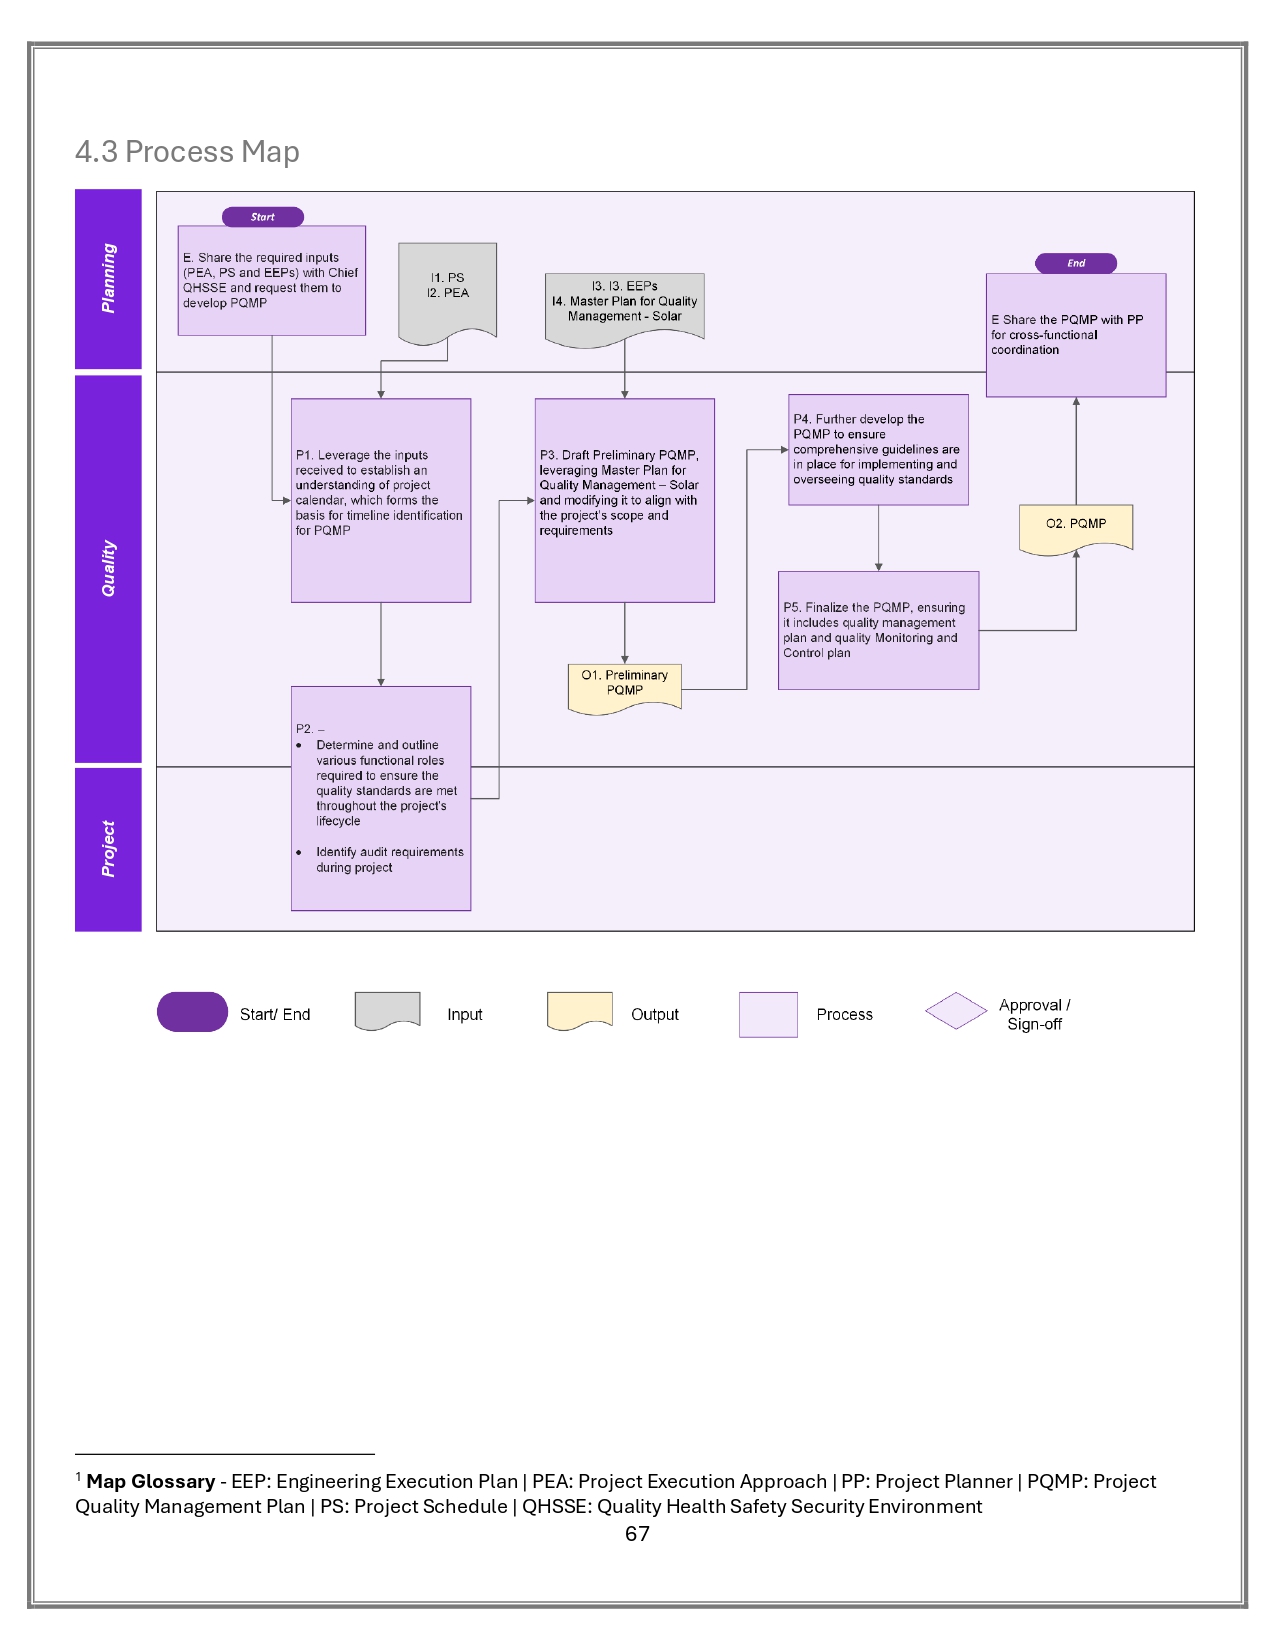 4.3 Process Map
Planning
Start
E. Share the required inputs
(PEA, PS and EEPs) with Chief
QHSSE and request them to
develop PQMP
I1. PS
I2. PEA
I3. I3. EEPs
I4. Master Plan for Quality
Management - Solar
End
E Share the PQMP with PP
for cross-functional
coordination
Quality
P1. Leverage the inputs
received to establish an
understanding of project
calendar, which forms the
basis for timeline identification
for PQMP
P3. Draft Preliminary PQMP,
leveraging Master Plan for
Quality Management – Solar
and modifying it to align with
the project's scope and
requirements
P4. Further develop the
PQMP to ensure
comprehensive guidelines are
in place for implementing and
overseeing quality standards
O2. PQMP
P5. Finalize the PQMP, ensuring
it includes quality management
plan and quality Monitoring and
Control plan
O1. Preliminary
PQMP
Project
P2. –
• Determine and outline
various functional roles
required to ensure the
quality standards are met
throughout the project's
lifecycle
• Identify audit requirements
during project
Start/ End
Input
Output
Process
Approval /
Sign-off
1 Map Glossary - EEP: Engineering Execution Plan | PEA: Project Execution Approach | PP: Project Planner | PQMP: Project
Quality Management Plan | PS: Project Schedule | QHSSE: Quality Health Safety Security Environment
67